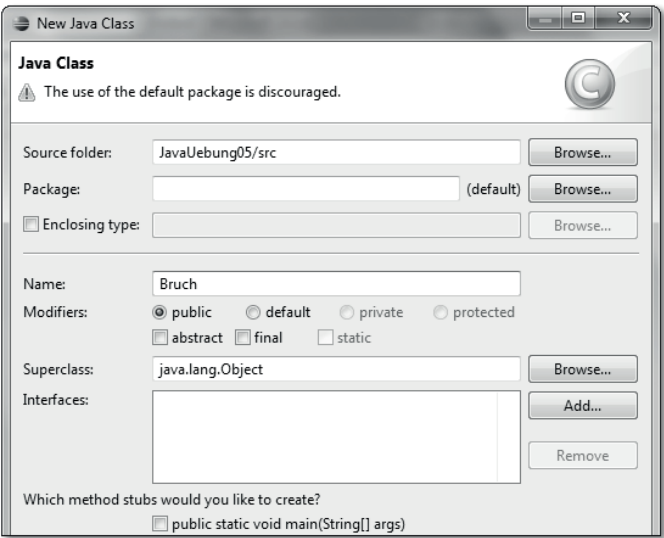 New Java Class
Java Class
The use of the default package is discouraged.
Source folder: JavaUebung05/src Browse...
Package: (default) Browse...
Enclosing type: Browse...
Name: Bruch
Modifiers: public default private protected
abstract final static
Superclass: java.lang.Object Browse...
Interfaces: Add...
Remove
Which method stubs would you like to create?
public static void main(String[] args)